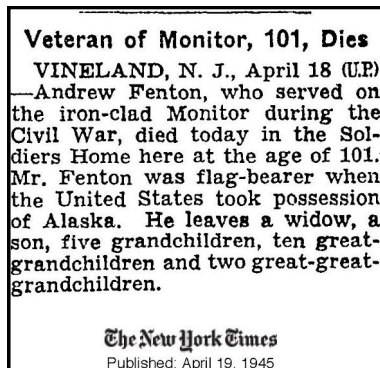 Veteran of Monitor, 101, Dies
VINELAND, N. J., April 18 (U.P.)
—Andrew Fenton, who served on
the iron-clad Monitor during the
Civil War, died today in the Sol-
diers Home here at the age of 101.
Mr. Fenton was flag-bearer when
the United States took possession
of Alaska. He leaves a widow, a
son, five grandchildren, ten great-
grandchildren and two great-great-
grandchildren.
The New York Times
Published: April 19, 1945